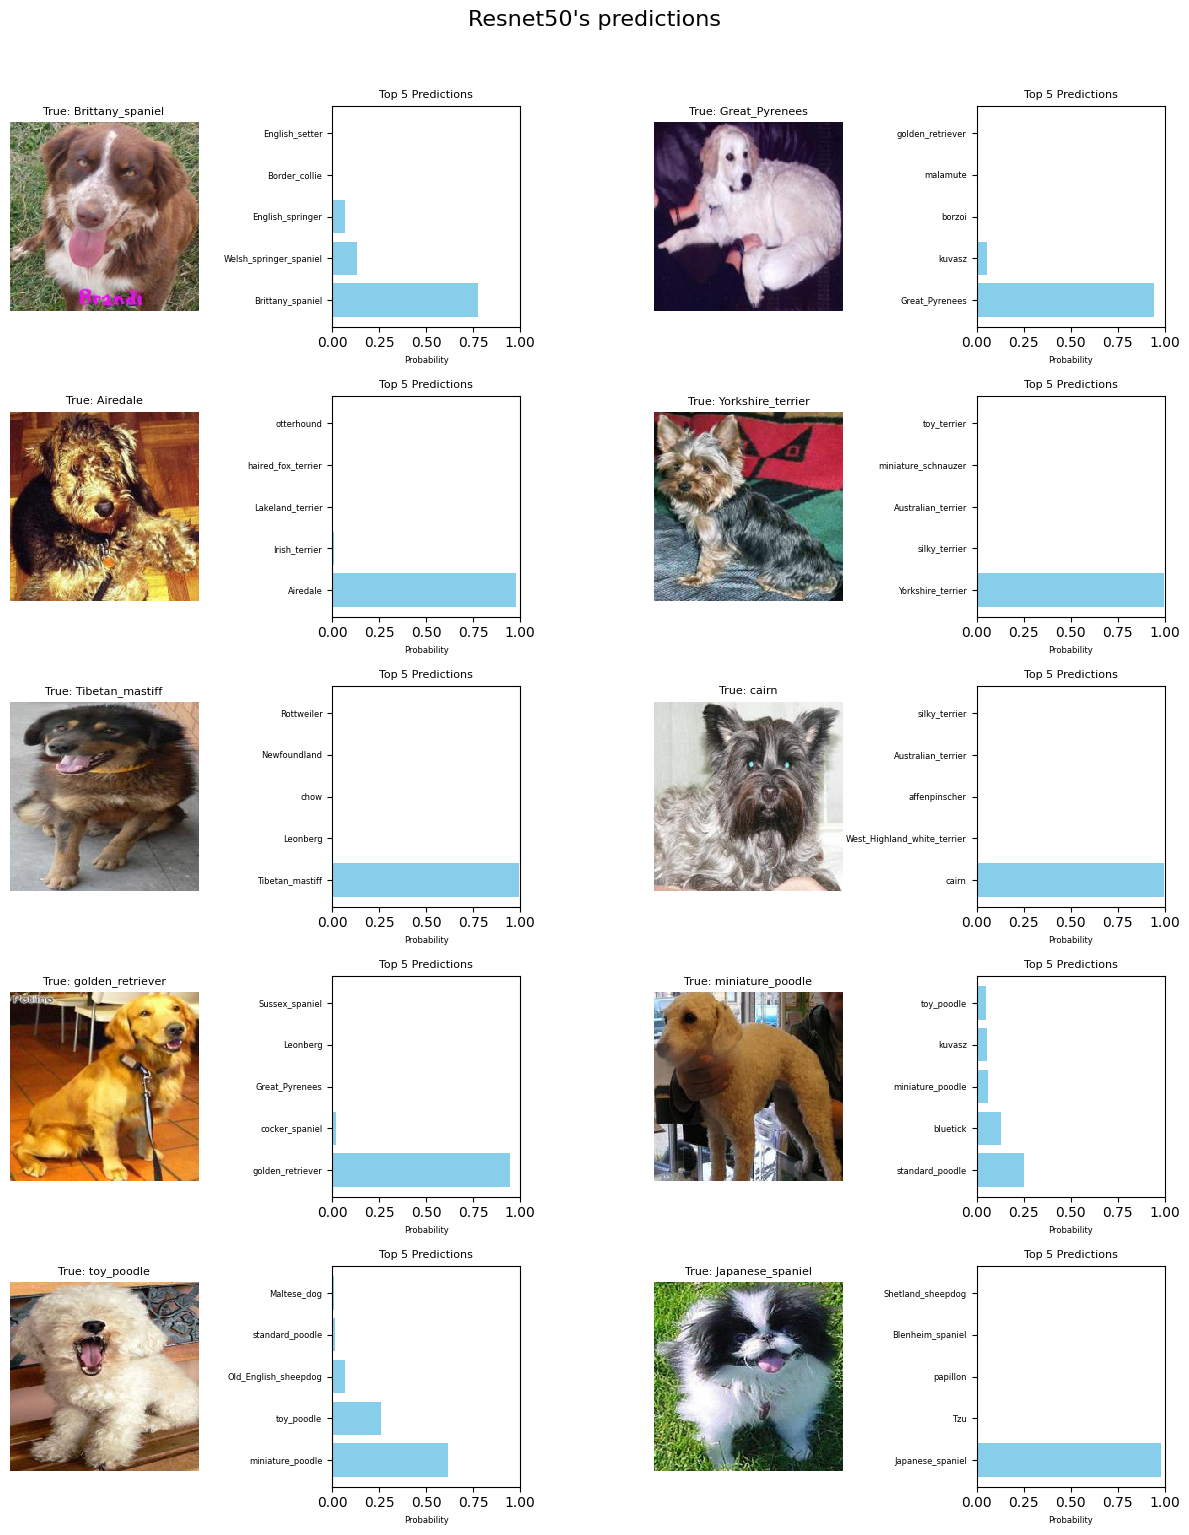 Resnet50's predictions
True: Brittany_spaniel
Brandi
Top 5 Predictions
English_setter
Border_collie
English_springer
Welsh_springer_spaniel
Brittany_spaniel
0.00 0.25 0.50 0.75 1.00
Probability
True: Great_Pyrenees
Top 5 Predictions
golden_retriever
malamute
borzoi
kuvasz
Great_Pyrenees
0.00 0.25 0.50 0.75 1.00
Probability
True: Airedale
Top 5 Predictions
otterhound
haired_fox_terrier
Lakeland_terrier
Irish_terrier
Airedale
0.00 0.25 0.50 0.75 1.00
Probability
True: Yorkshire_terrier
Top 5 Predictions
toy_terrier
miniature_schnauzer
Australian_terrier
silky_terrier
Yorkshire_terrier
0.00 0.25 0.50 0.75 1.00
Probability
True: Tibetan_mastiff
Top 5 Predictions
Rottweiler
Newfoundland
chow
Leonberg
Tibetan_mastiff
0.00 0.25 0.50 0.75 1.00
Probability
True: cairn
Top 5 Predictions
silky_terrier
Australian_terrier
affenpinscher
West_Highland_white_terrier
cairn
0.00 0.25 0.50 0.75 1.00
Probability
True: golden_retriever
Top 5 Predictions
Sussex_spaniel
Leonberg
Great_Pyrenees
cocker_spaniel
golden_retriever
0.00 0.25 0.50 0.75 1.00
Probability
True: miniature_poodle
Top 5 Predictions
toy_poodle
kuvasz
miniature_poodle
bluetick
standard_poodle
0.00 0.25 0.50 0.75 1.00
Probability
True: toy_poodle
Top 5 Predictions
Maltese_dog
standard_poodle
Old_English_sheepdog
toy_poodle
miniature_poodle
0.00 0.25 0.50 0.75 1.00
Probability
True: Japanese_spaniel
Top 5 Predictions
Shetland_sheepdog
Blenheim_spaniel
papillon
Tzu
Japanese_spaniel
0.00 0.25 0.50 0.75 1.00
Probability